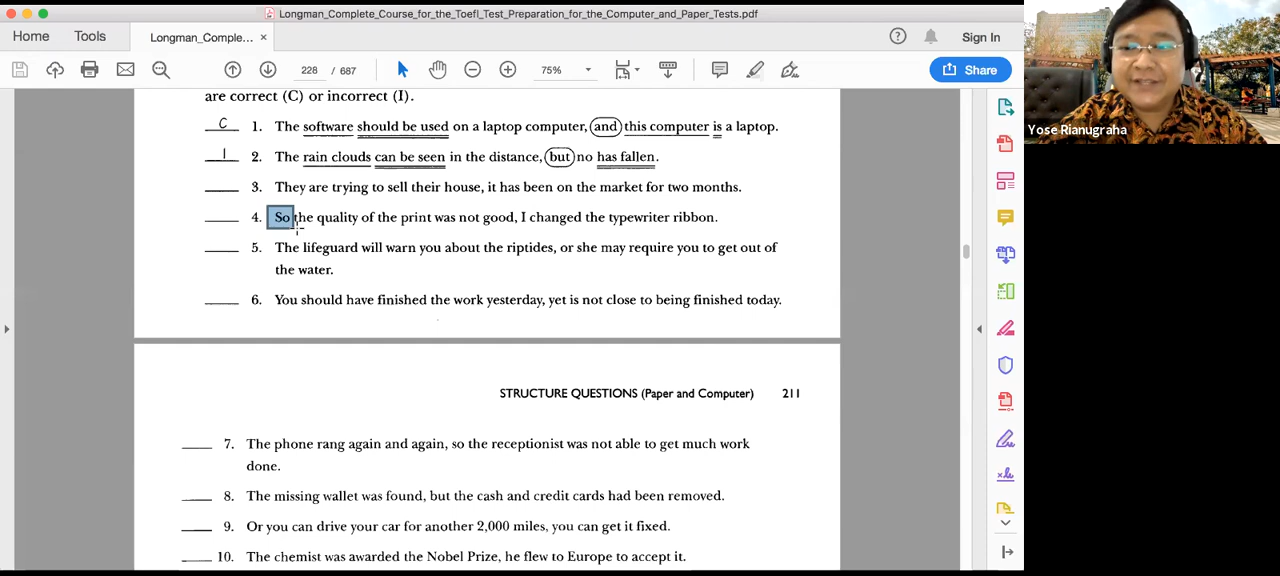 Longman_Complete_Course_for_the_Toefl_Test_Preparation_for_the_Computer_and_Paper_Tests.pdf
Home Tools Longman_Comple... × Sign In
228 / 687 75% Share
are correct (C) or incorrect (I).
C 1. The software should be used on a laptop computer, and this computer is a laptop.
I 2. The rain clouds can be seen in the distance, but no has fallen.
3. They are trying to sell their house, it has been on the market for two months.
4. So the quality of the print was not good, I changed the typewriter ribbon.
5. The lifeguard will warn you about the riptides, or she may require you to get out of
the water.
6. You should have finished the work yesterday, yet is not close to being finished today.
STRUCTURE QUESTIONS (Paper and Computer) 211
7. The phone rang again and again, so the receptionist was not able to get much work
done.
8. The missing wallet was found, but the cash and credit cards had been removed.
9. Or you can drive your car for another 2,000 miles, you can get it fixed.
10. The chemist was awarded the Nobel Prize, he flew to Europe to accept it.
Yose Rianugraha